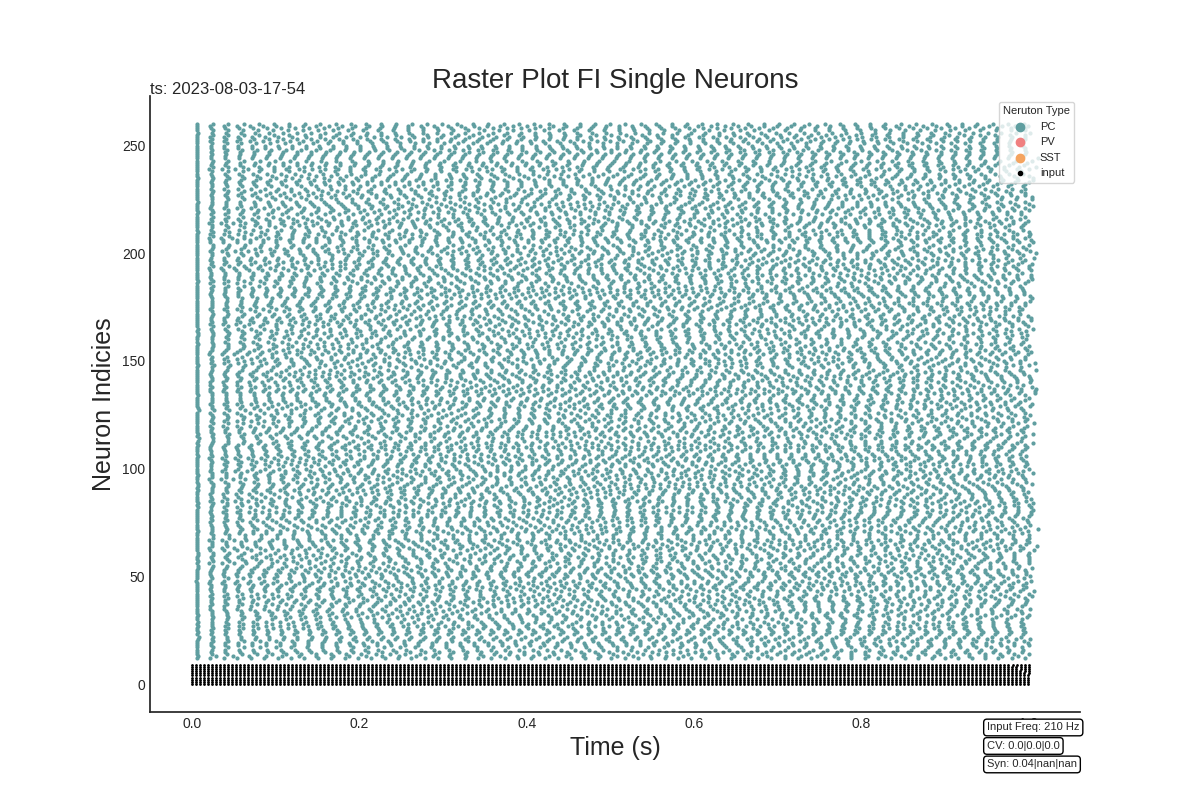 Raster Plot FI Single Neurons
ts: 2023-08-03-17-54
Neruton Type
PC
PV
SST
input
250
200
150
100
50
0
Neuron Indicies
0.0
0.2
0.4
0.6
0.8
Time (s)
Input Freq: 210 Hz
CV: 0.0|0.0|0.0
Syn: 0.04|nan|nan